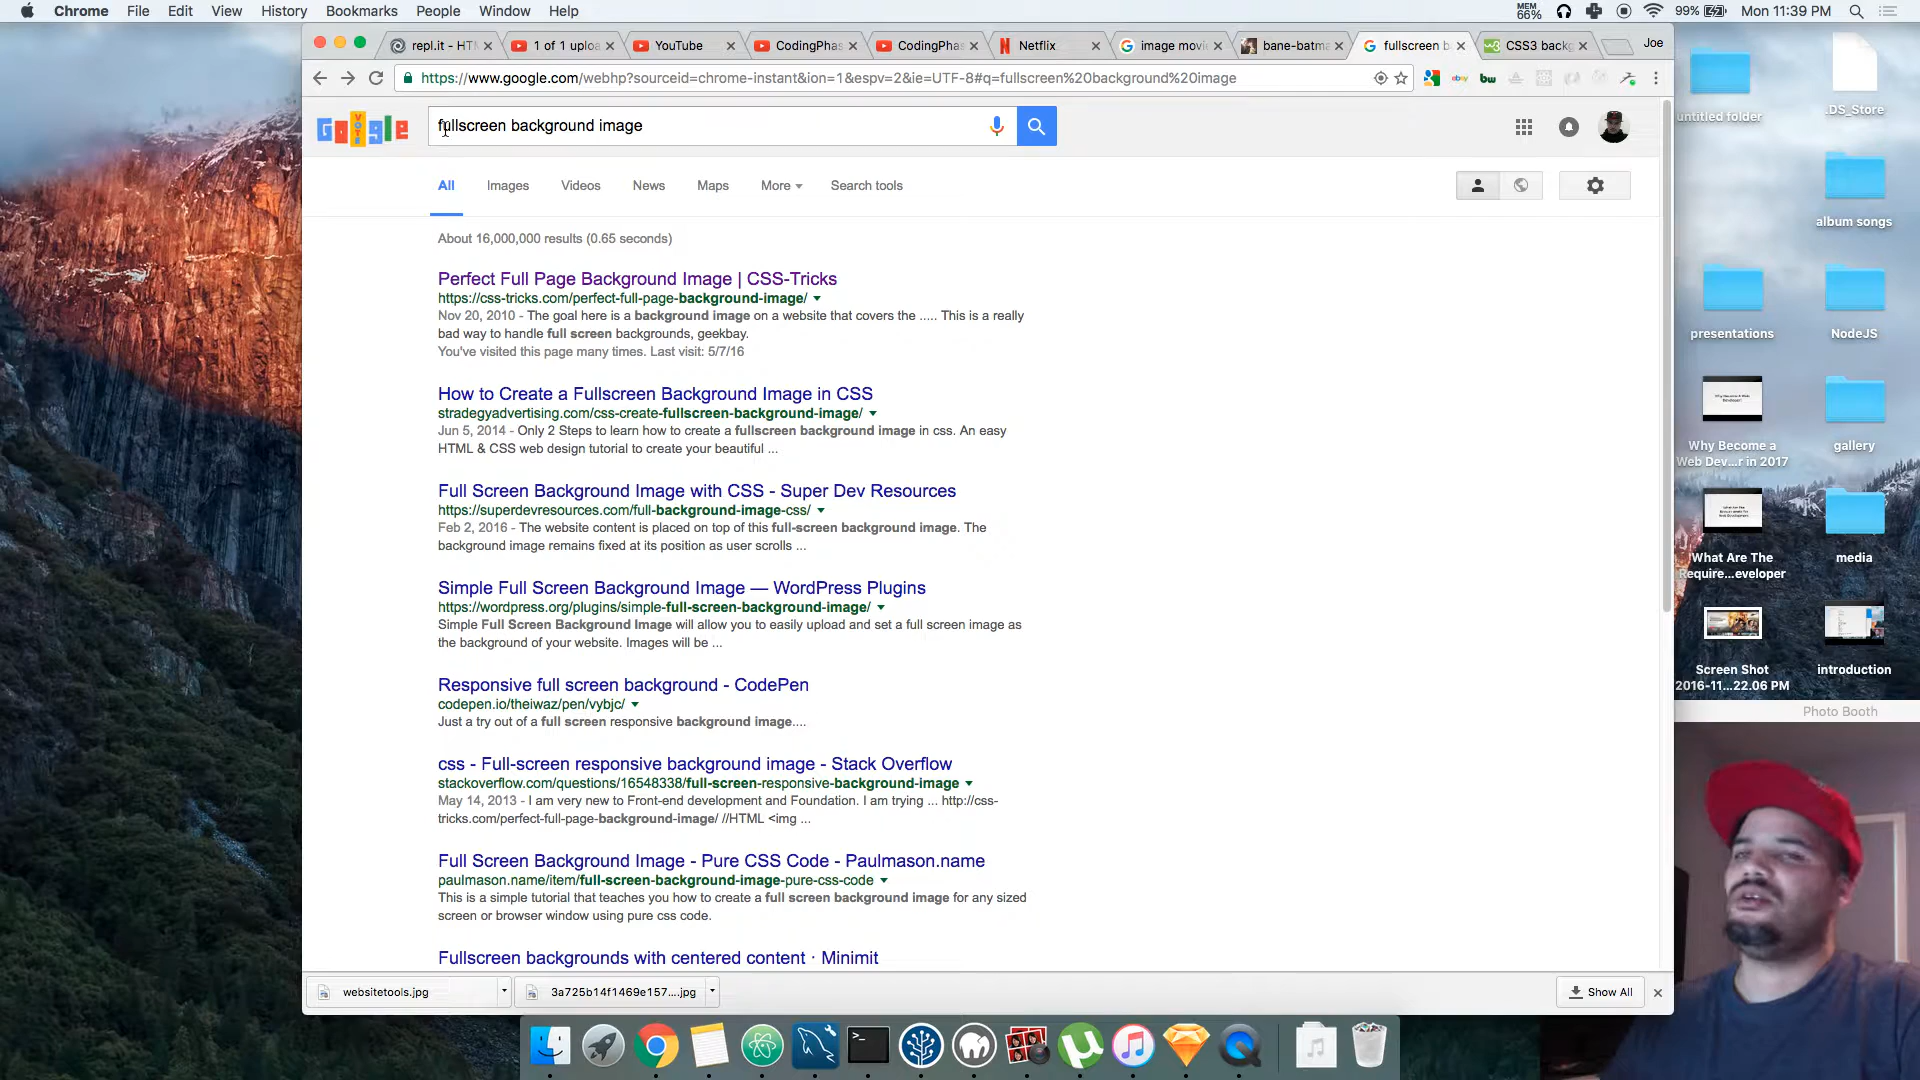 Chrome File Edit View History Bookmarks People Window Help
MEM
66%
99%
Mon 11:39 PM
repl.it - HTM
1 of 1 uploa
YouTube
CodingPhas
CodingPhas
Netflix
image movi
bane-batma
fullscreen b
CSS3 backg
Joe
https://www.google.com/webhp?sourceid=chrome-instant&ion=1&espv=2&ie=UTF-8#q=fullscreen%20background%20image
ebay
bw
Google
VOTE
fullscreen background image
All Images Videos News Maps More Search tools
About 16,000,000 results (0.65 seconds)
Perfect Full Page Background Image | CSS-Tricks
https://css-tricks.com/perfect-full-page-background-image/
Nov 20, 2010 - The goal here is a background image on a website that covers the ..... This is a really
bad way to handle full screen backgrounds, geekbay.
You've visited this page many times. Last visit: 5/7/16
How to Create a Fullscreen Background Image in CSS
stradegyadvertising.com/css-create-fullscreen-background-image/
Jun 5, 2014 - Only 2 Steps to learn how to create a fullscreen background image in css. An easy
HTML & CSS web design tutorial to create your beautiful ...
Full Screen Background Image with CSS - Super Dev Resources
https://superdevresources.com/full-background-image-css/
Feb 2, 2016 - The website content is placed on top of this full-screen background image. The
background image remains fixed at its position as user scrolls ...
Simple Full Screen Background Image — WordPress Plugins
https://wordpress.org/plugins/simple-full-screen-background-image/
Simple Full Screen Background Image will allow you to easily upload and set a full screen image as
the background of your website. Images will be ...
Responsive full screen background - CodePen
codepen.io/theiwaz/pen/vybjc/
Just a try out of a full screen responsive background image....
css - Full-screen responsive background image - Stack Overflow
stackoverflow.com/questions/16548338/full-screen-responsive-background-image
May 14, 2013 - I am very new to Front-end development and Foundation. I am trying ... http://css-
tricks.com/perfect-full-page-background-image/ //HTML <img ...
Full Screen Background Image - Pure CSS Code - Paulmason.name
paulmason.name/item/full-screen-background-image-pure-css-code
This is a simple tutorial that teaches you how to create a full screen background image for any sized
screen or browser window using pure css code.
Fullscreen backgrounds with centered content · Minimit
websitetools.jpg
3a725b14f1469e157....jpg
Show All
untitled folder
.DS_Store
album songs
presentations
NodeJS
Why Become a
Web Dev...r in 2017
gallery
What Are The
Require...eveloper
media
Screen Shot
2016-11...22.06 PM
introduction
Photo Booth